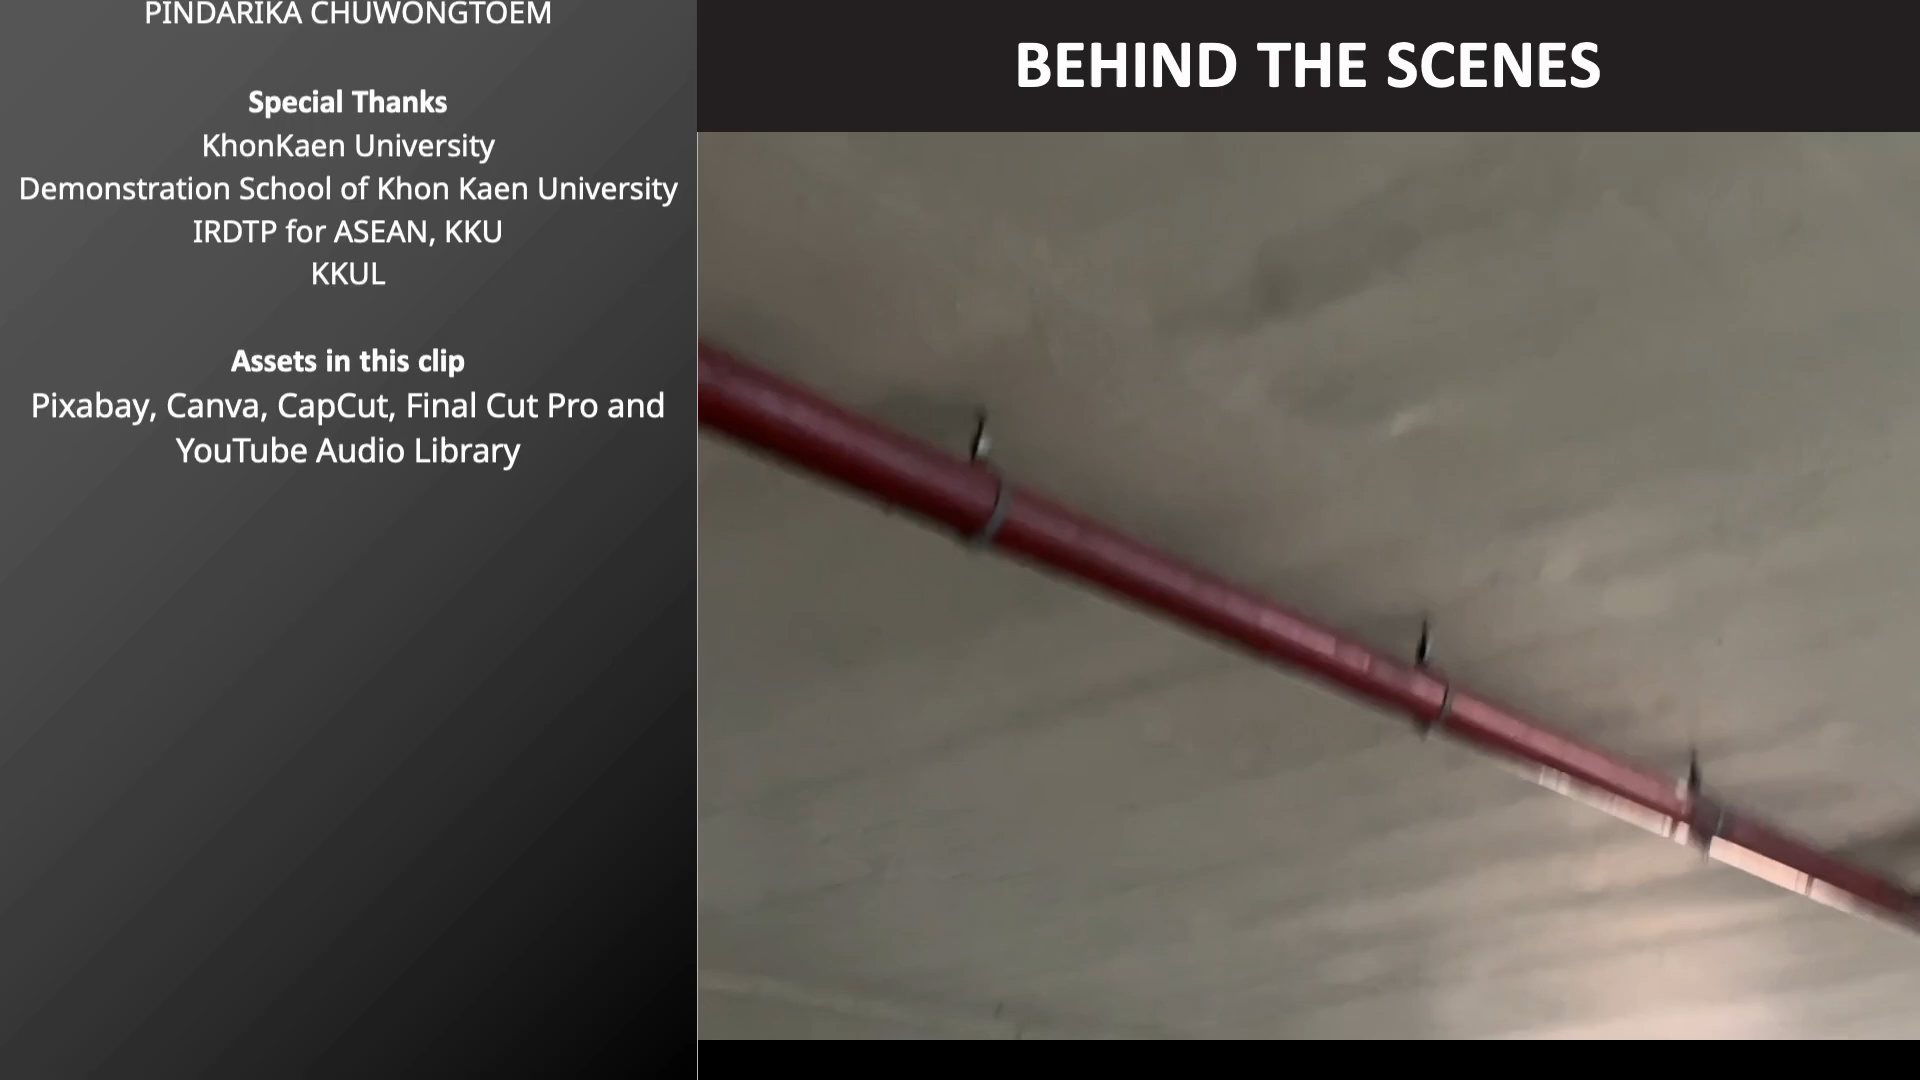 PINDARIKA CHUWONGTOEM
Special Thanks
KhonKaen University
Demonstration School of Khon Kaen University
IRDTP for ASEAN, KKU
KKUL
Assets in this clip
Pixabay, Canva, CapCut, Final Cut Pro and
YouTube Audio Library
BEHIND THE SCENES